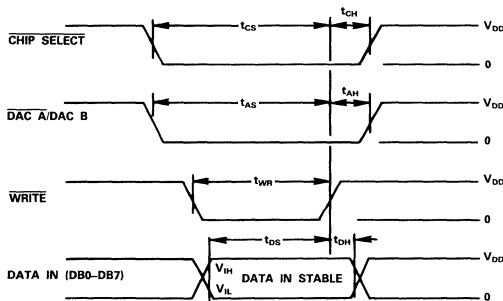 tCS tCH VDD
CHIP SELECT
0
tAS tAH VDD
DAC A/DAC B
0
tWR VDD
WRITE
0
tDS tDH VDD
VIH
DATA IN (DB0–DB7) DATA IN STABLE
VIL
0